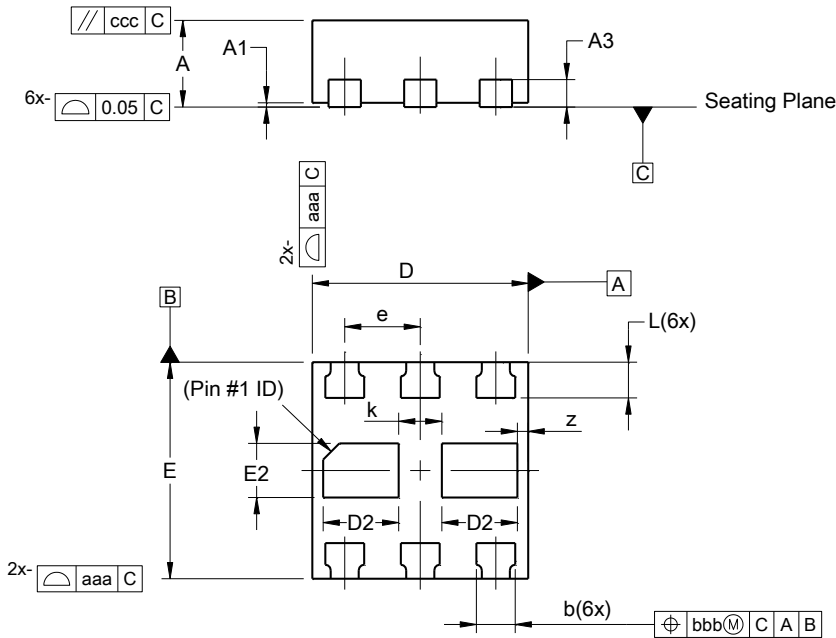 // ccc C
A
A1
A3
6x- ⌓ 0.05 C
Seating Plane
C
2x- ⌓ aaa C
D
A
B
e
L(6x)
(Pin #1 ID)
k
z
E
E2
D2
D2
2x- ⌓ aaa C
b(6x)
⌖ bbbⓂ C A B